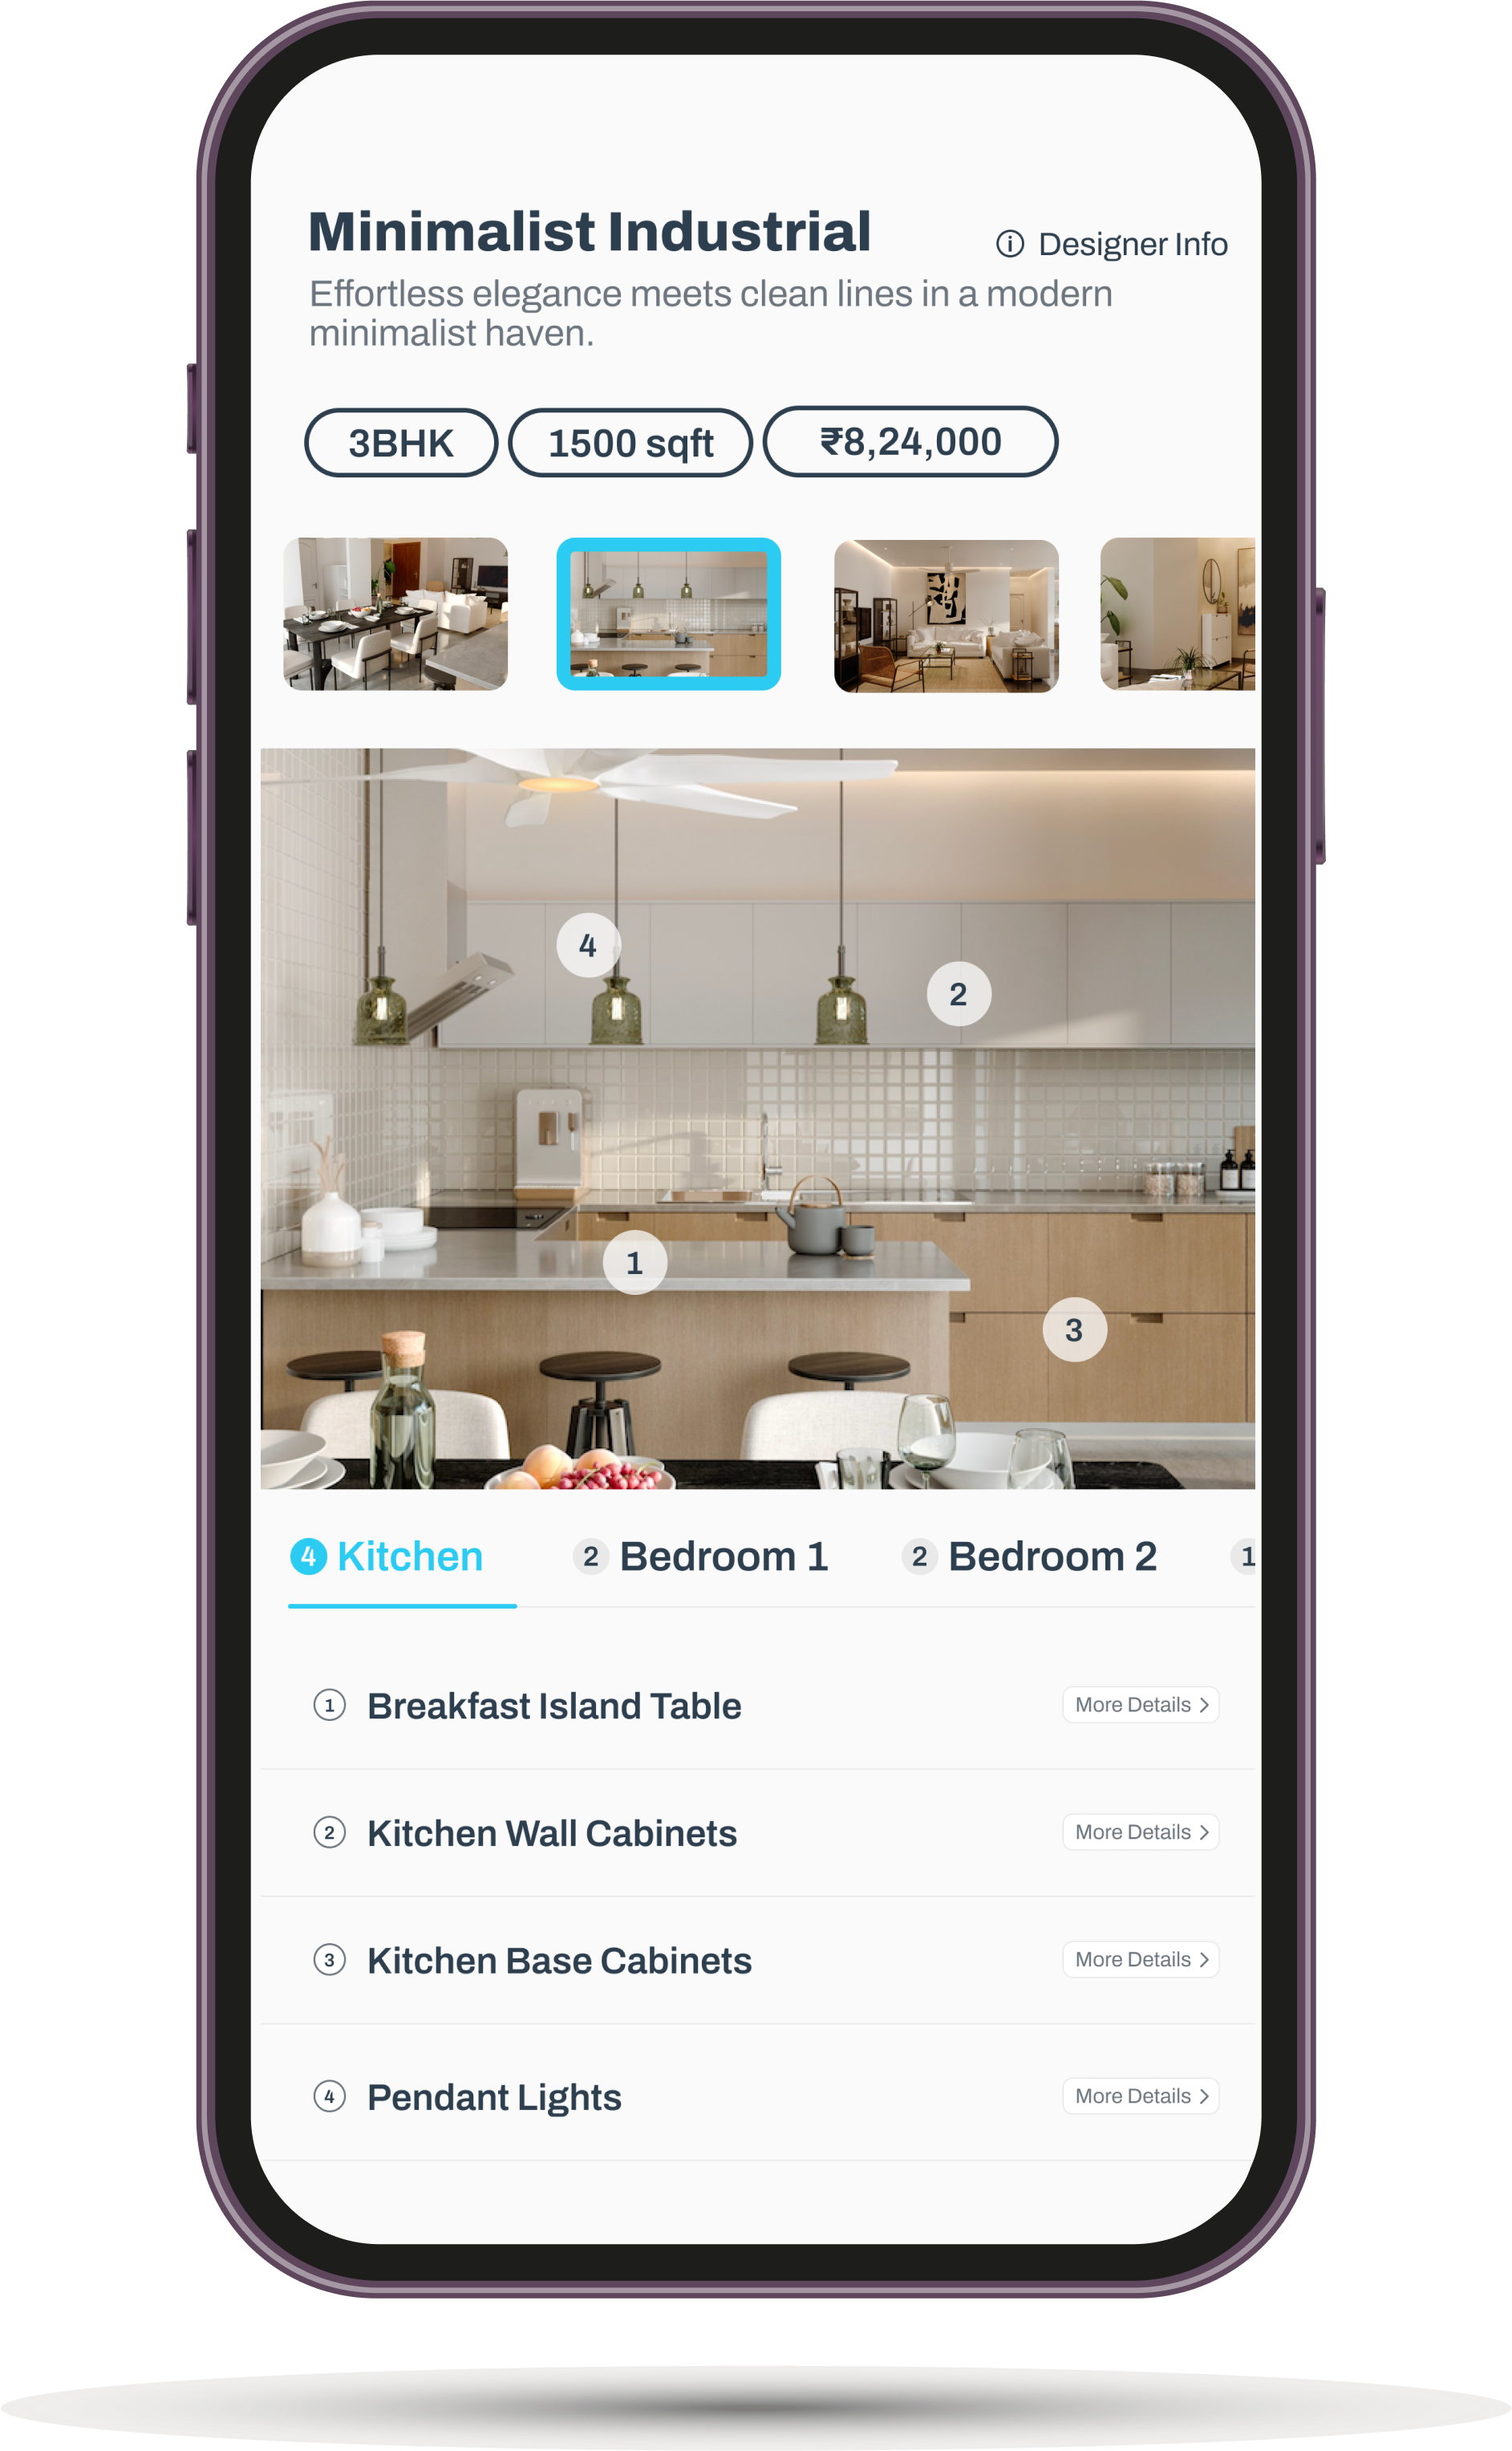 Minimalist Industrial
Designer Info
Effortless elegance meets clean lines in a modern
minimalist haven.
3BHK
1500 sqft
₹8,24,000
4
2
1
3
4 Kitchen
2 Bedroom 1
2 Bedroom 2
1
1 Breakfast Island Table
More Details
2 Kitchen Wall Cabinets
More Details
3 Kitchen Base Cabinets
More Details
4 Pendant Lights
More Details